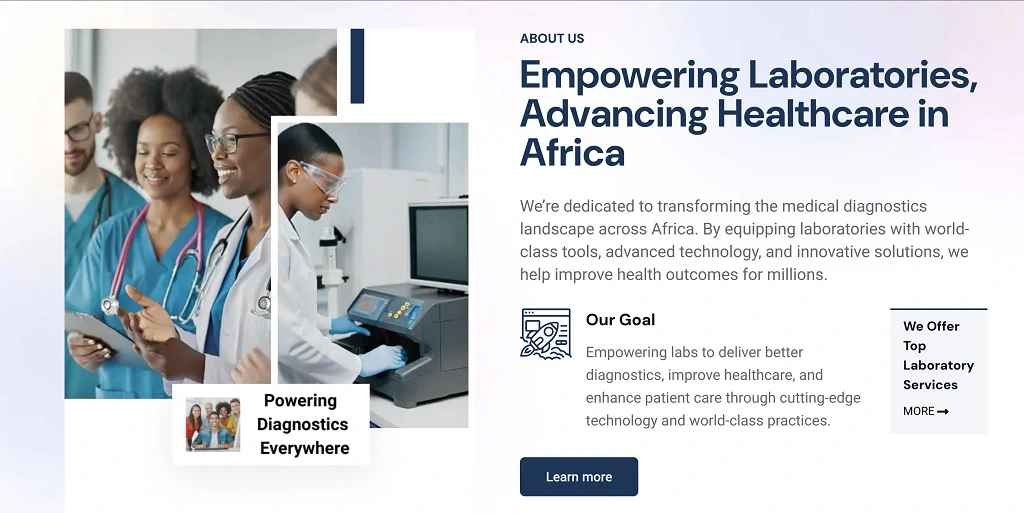 ABOUT US
Empowering Laboratories,
Advancing Healthcare in
Africa
We’re dedicated to transforming the medical diagnostics
landscape across Africa. By equipping laboratories with world-
class tools, advanced technology, and innovative solutions, we
help improve health outcomes for millions.
Our Goal
Empowering labs to deliver better
diagnostics, improve healthcare, and
enhance patient care through cutting-edge
technology and world-class practices.
We Offer
Top
Laboratory
Services
MORE
Learn more
Powering
Diagnostics
Everywhere